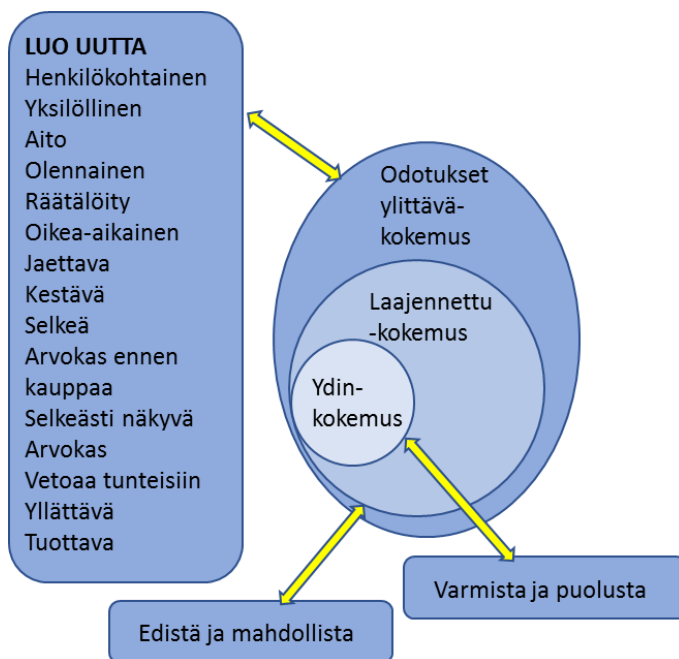 LUO UUTTA
Henkilökohtainen
Yksilöllinen
Aito
Olennainen
Räätälöity
Oikea-aikainen
Jaettava
Kestävä
Selkeä
Arvokas ennen
kauppaa
Selkeästi näkyvä
Arvokas
Vetoaa tunteisiin
Yllättävä
Tuottava
Odotukset
ylittävä-
kokemus
Laajennettu
-kokemus
Ydin-
kokemus
Varmista ja puolusta
Edistä ja mahdollista